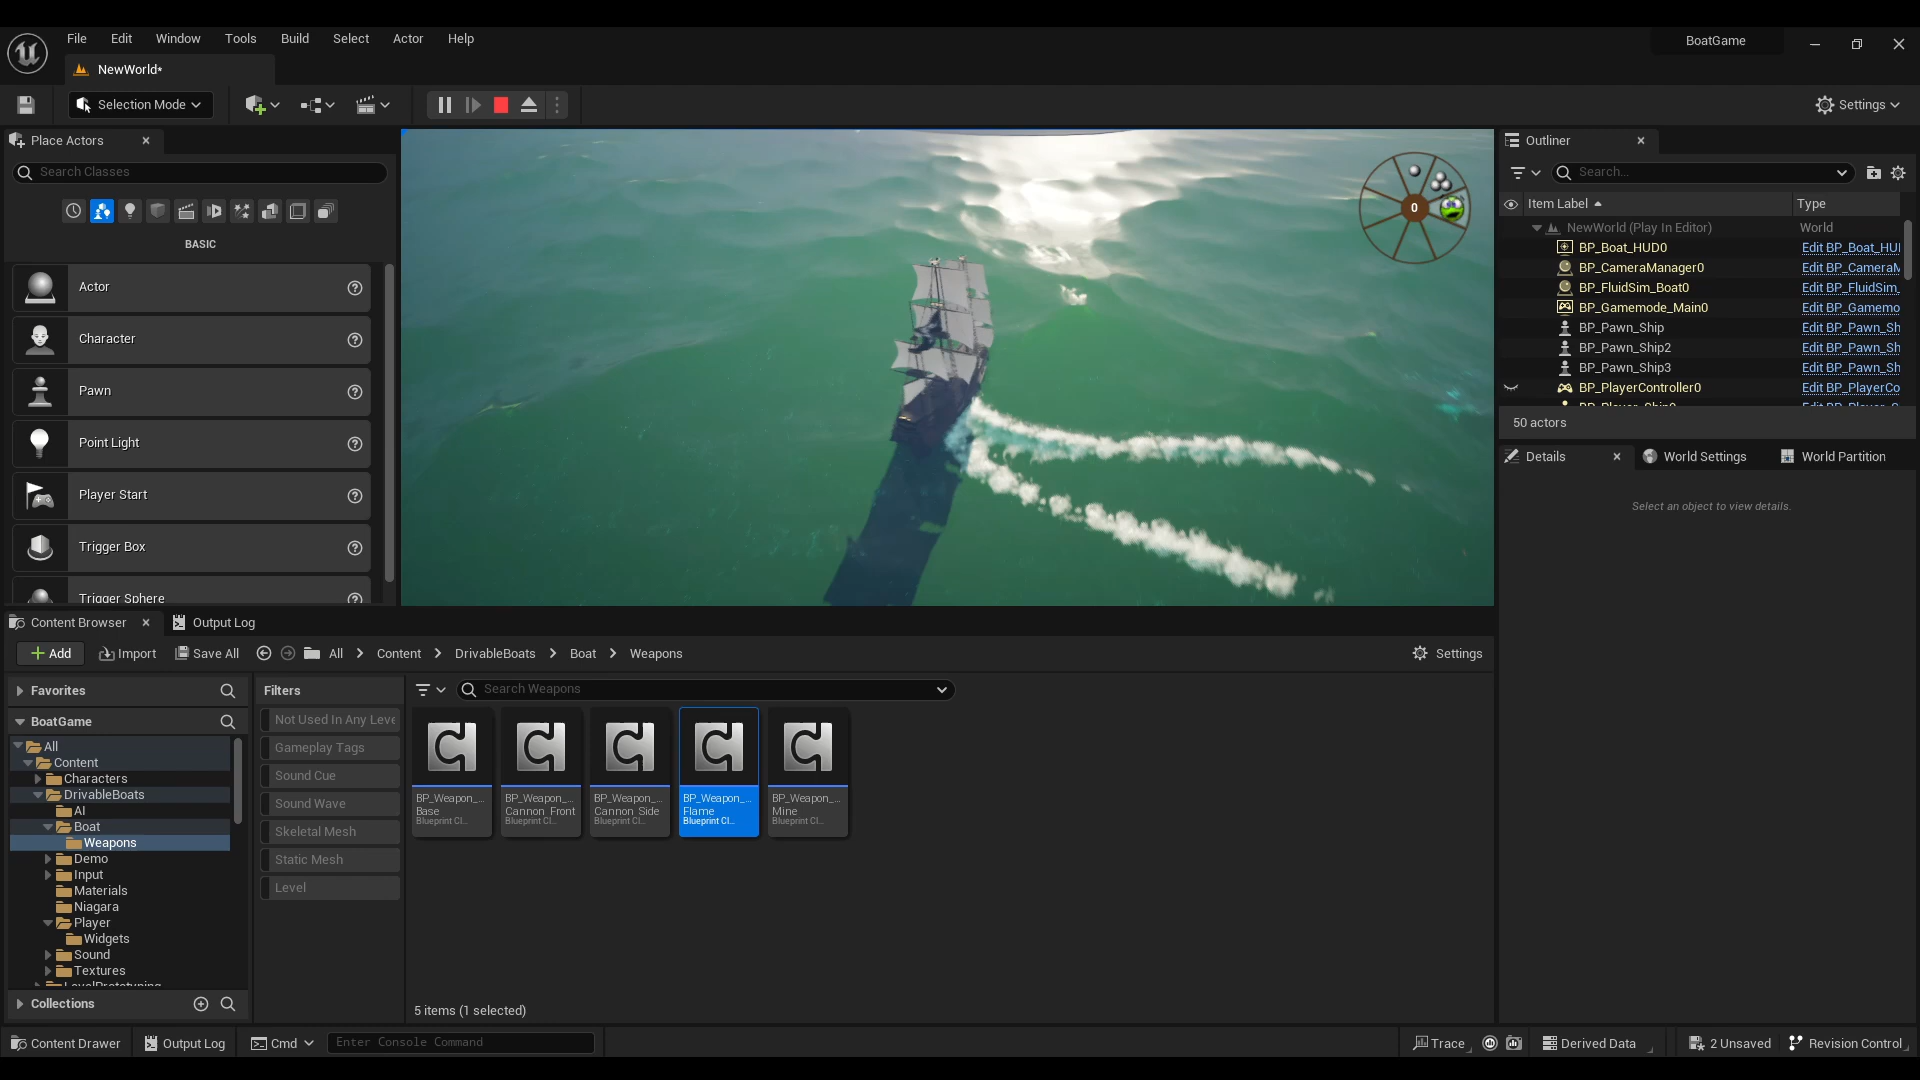 File Edit Window Tools Build Select Actor Help
BoatGame
NewWorld*
Selection Mode
Settings
Place Actors
Search Classes
BASIC
Actor
Character
Pawn
Point Light
Player Start
Trigger Box
Trigger Sphere
0
Outliner
Search...
Item Label Type
NewWorld (Play In Editor) World
BP_Boat_HUD0 Edit BP_Boat_HUI
BP_CameraManager0 Edit BP_CameraM
BP_FluidSim_Boat0 Edit BP_FluidSim_
BP_Gamemode_Main0 Edit BP_Gamemo
BP_Pawn_Ship Edit BP_Pawn_Sh
BP_Pawn_Ship2 Edit BP_Pawn_Sh
BP_Pawn_Ship3 Edit BP_Pawn_Sh
BP_PlayerController0 Edit BP_PlayerCo
50 actors
Details World Settings World Partition
Select an object to view details.
Content Browser Output Log
Add Import Save All All Content DrivableBoats Boat Weapons Settings
Favorites
BoatGame
All
Content
Characters
DrivableBoats
AI
Boat
Weapons
Demo
Input
Materials
Niagara
Player
Widgets
Sound
Textures
Collections
Filters
Not Used In Any Leve
Gameplay Tags
Sound Cue
Sound Wave
Skeletal Mesh
Static Mesh
Level
Search Weapons
BP_Weapon_...
Base
Blueprint Cl...
BP_Weapon_...
Cannon_Front
Blueprint Cl...
BP_Weapon_...
Cannon_Side
Blueprint Cl...
BP_Weapon_...
Flame
Blueprint Cl...
BP_Weapon_...
Mine
Blueprint Cl...
5 items (1 selected)
Content Drawer Output Log Cmd Enter Console Command Trace Derived Data 2 Unsaved Revision Control